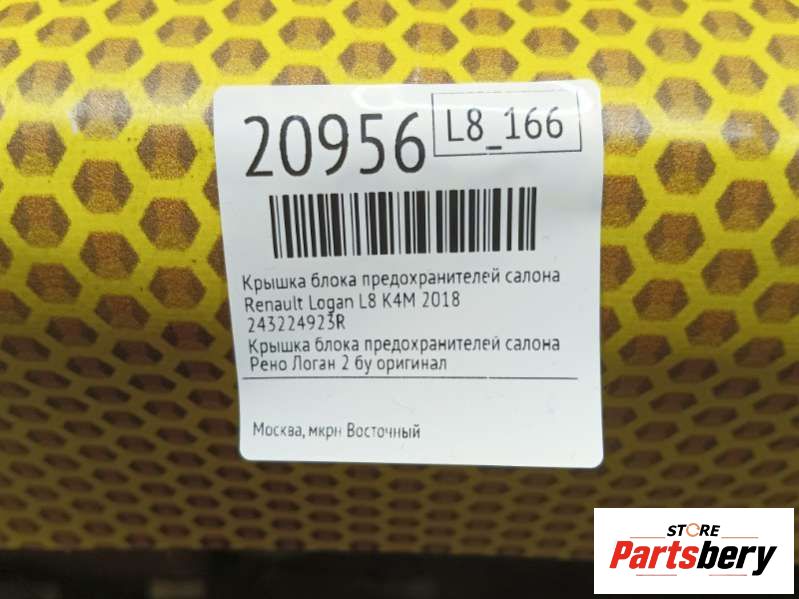 20956
L8_166
Крышка блока предохранителей салона
Renault Logan L8 K4M 2018
243224923R
Крышка блока предохранителей салона
Рено Логан 2 бу оригинал
Москва, мкрн Восточный
STORE
Partsbery